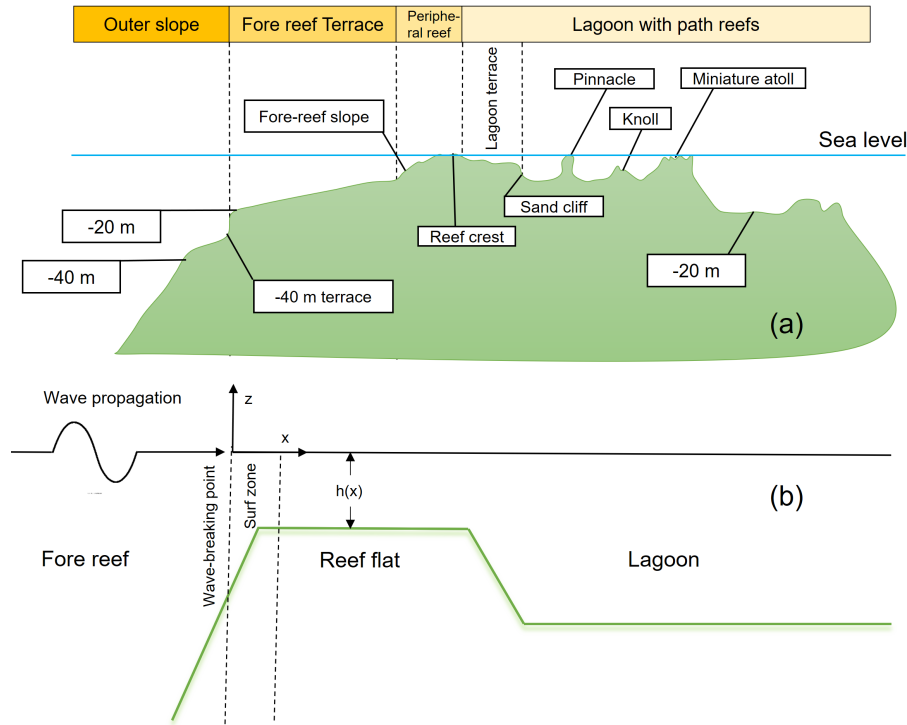 Outer slope
Fore reef Terrace
Periphe-
ral reef
Lagoon with path reefs
Lagoon terrace
Pinnacle
Miniature atoll
Fore-reef slope
Knoll
Sea level
Sand cliff
-20 m
Reef crest
-40 m
-20 m
-40 m terrace
(a)
Wave propagation
z
x
Wave-breaking point
Surf zone
h(x)
(b)
Fore reef
Reef flat
Lagoon